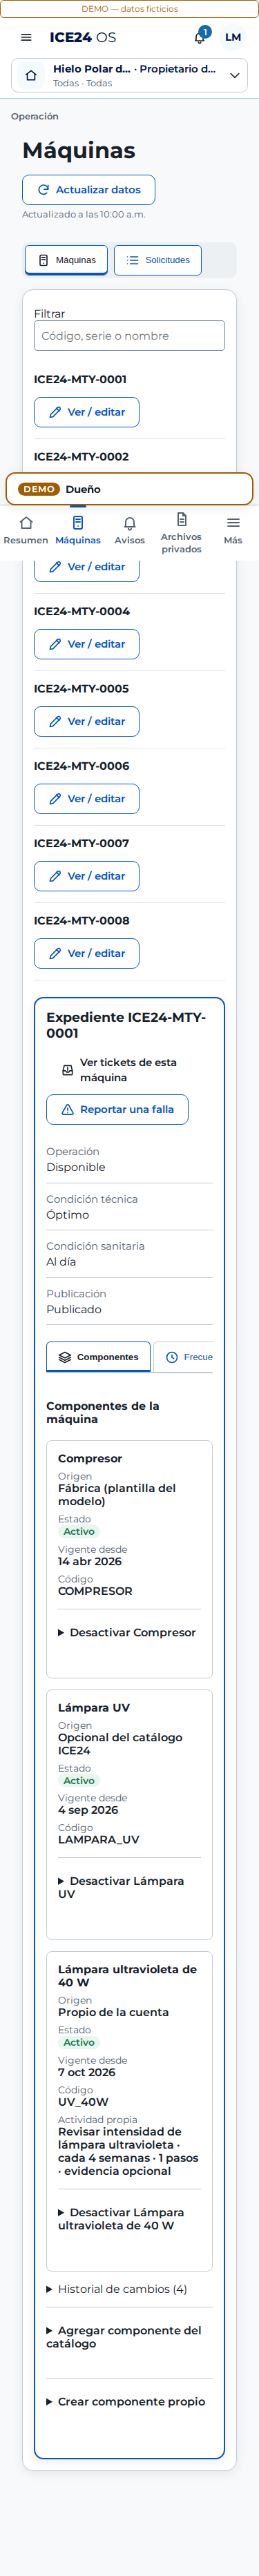 DEMO — datos ficticios
ICE24 OS
1
LM
Hielo Polar d... · Propietario d...
Todas · Todas
Operación
Máquinas
Actualizar datos
Actualizado a las 10:00 a.m.
Máquinas
Solicitudes
Filtrar
Código, serie o nombre
ICE24-MTY-0001
Ver / editar
ICE24-MTY-0002
DEMO Dueño
Resumen
Máquinas
Avisos
Archivos privados
Más
Ver / editar
ICE24-MTY-0004
Ver / editar
ICE24-MTY-0005
Ver / editar
ICE24-MTY-0006
Ver / editar
ICE24-MTY-0007
Ver / editar
ICE24-MTY-0008
Ver / editar
Expediente ICE24-MTY-
0001
Ver tickets de esta
máquina
Reportar una falla
Operación
Disponible
Condición técnica
Óptimo
Condición sanitaria
Al día
Publicación
Publicado
Componentes
Frecue
Componentes de la
máquina
Compresor
Origen
Fábrica (plantilla del
modelo)
Estado
Activo
Vigente desde
14 abr 2026
Código
COMPRESOR
Desactivar Compresor
Lámpara UV
Origen
Opcional del catálogo
ICE24
Estado
Activo
Vigente desde
4 sep 2026
Código
LAMPARA_UV
Desactivar Lámpara
UV
Lámpara ultravioleta de
40 W
Origen
Propio de la cuenta
Estado
Activo
Vigente desde
7 oct 2026
Código
UV_40W
Actividad propia
Revisar intensidad de
lámpara ultravioleta ·
cada 4 semanas · 1 pasos
· evidencia opcional
Desactivar Lámpara
ultravioleta de 40 W
Historial de cambios (4)
Agregar componente del
catálogo
Crear componente propio